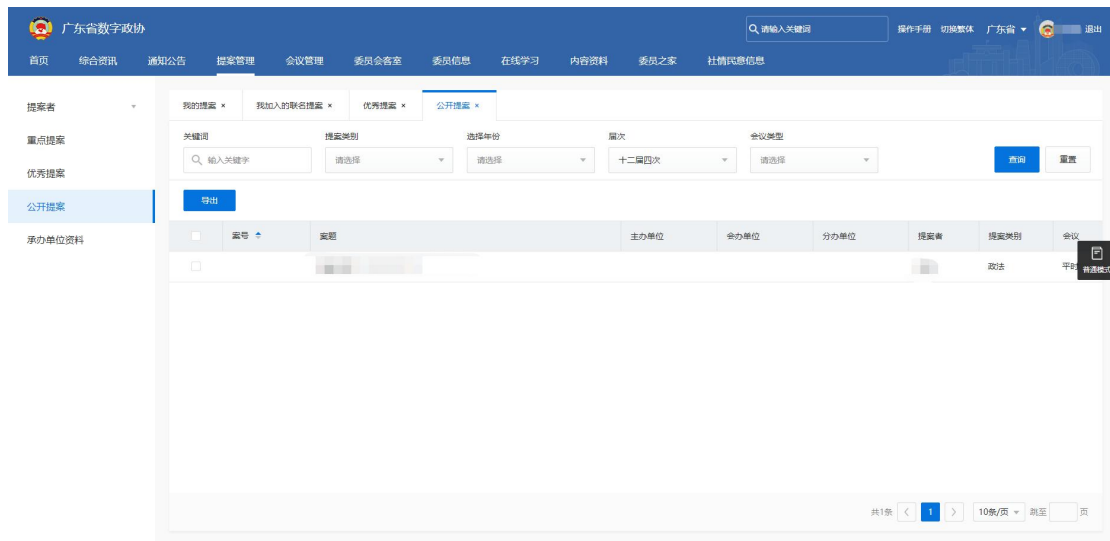 广东省数字政协
请输入关键词
操作手册 切换繁体 广东省 退出
首页 综合资讯 通知公告 提案管理 会议管理 委员会客室 委员信息 在线学习 内容资料 委员之家 社情民意信息
提案者
重点提案
优秀提案
公开提案
承办单位资料
我的提案 × 我加入的联名提案 × 优秀提案 × 公开提案 ×
关键词 提案类别 选择年份 届次 会议类型
输入关键字 请选择 请选择 十二届四次 请选择 查询 重置
导出
案号 案题 主办单位 会办单位 分办单位 提案者 提案类别 会议
政法 平时
普通模式
共1条 < 1 > 10条/页 跳至 页